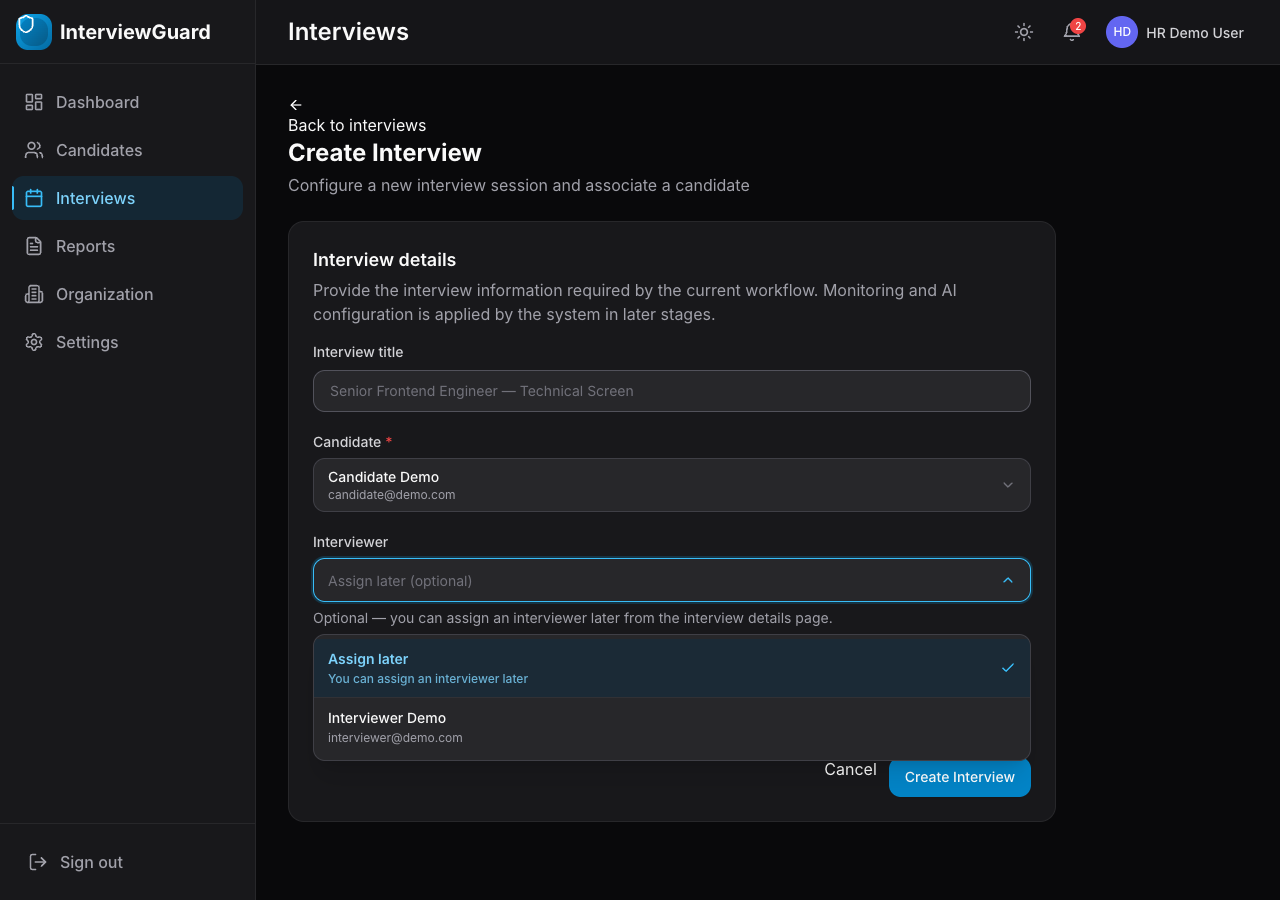 InterviewGuard
Interviews
2
HD
HR Demo User
Dashboard
Candidates
Interviews
Reports
Organization
Settings
Sign out
Back to interviews
Create Interview
Configure a new interview session and associate a candidate
Interview details
Provide the interview information required by the current workflow. Monitoring and AI
configuration is applied by the system in later stages.
Interview title
Senior Frontend Engineer — Technical Screen
Candidate *
Candidate Demo
candidate@demo.com
Interviewer
Assign later (optional)
Optional — you can assign an interviewer later from the interview details page.
Assign later
You can assign an interviewer later
Interviewer Demo
interviewer@demo.com
Cancel
Create Interview